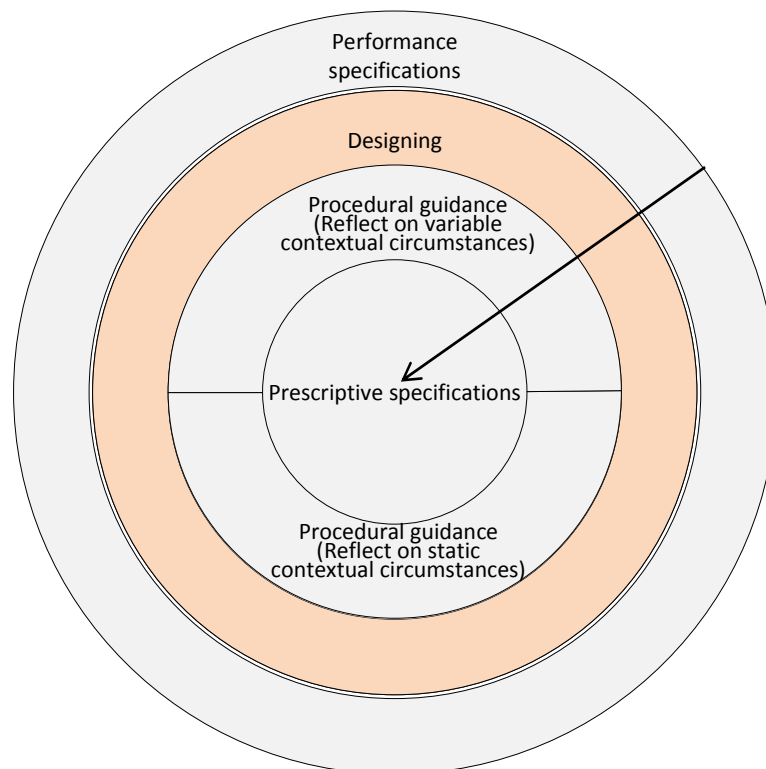 Performance
specifications
Designing
Procedural guidance
(Reflect on variable
contextual circumstances)
Prescriptive specifications
Procedural guidance
(Reflect on static
contextual circumstances)